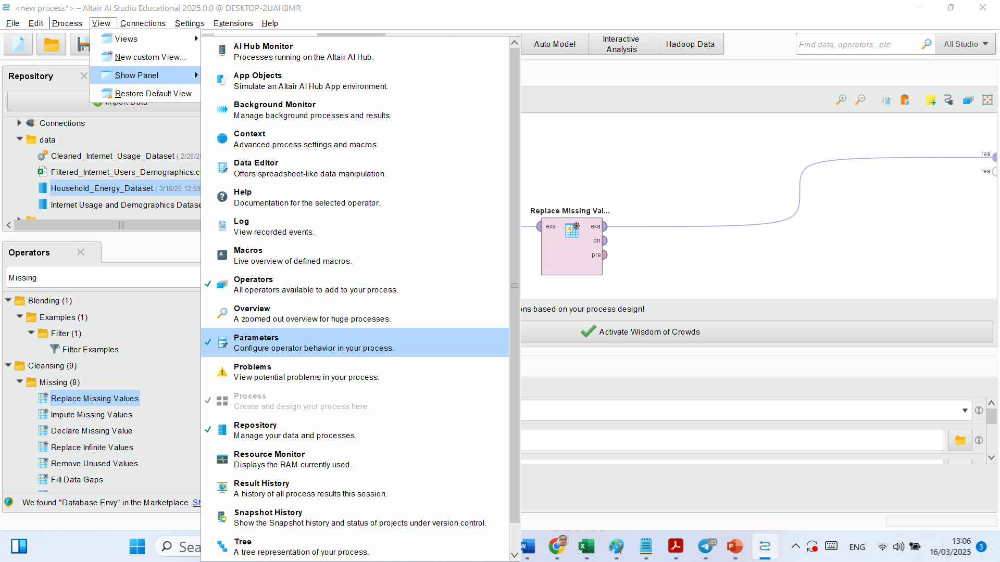 <new process*> – Altair AI Studio Educational 2025.0.0 @ DESKTOP-2UAHBMR
File Edit Process View Connections Settings Extensions Help
Views
New custom View...
Show Panel
Restore Default View
Auto Model
Interactive
Analysis
Hadoop Data
Find data, operators...etc
All Studio
Repository
Import Data
Connections
data
Cleaned_Internet_Usage_Dataset ( 2/28/25
Filtered_Internet_Users_Demographics.c
Household_Energy_Dataset ( 3/16/25 12:59
Internet Usage and Demographics Datase
Operators
Missing
Blending (1)
Examples (1)
Filter (1)
Filter Examples
Cleansing (9)
Missing (8)
Replace Missing Values
Impute Missing Values
Declare Missing Value
Replace Infinite Values
Remove Unused Values
Fill Data Gaps
We found "Database Envy" in the Marketplace. Sh
AI Hub Monitor
Processes running on the Altair AI Hub.
App Objects
Simulate an Altair AI Hub App environment.
Background Monitor
Manage background processes and results.
Context
Advanced process settings and macros.
Data Editor
Offers spreadsheet-like data manipulation.
Help
Documentation for the selected operator.
Log
View recorded events.
Macros
Live overview of defined macros.
Operators
All operators available to add to your process.
Overview
A zoomed out overview for huge processes.
Parameters
Configure operator behavior in your process.
Problems
View potential problems in your process.
Process
Create and design your process here.
Repository
Manage your data and processes.
Resource Monitor
Displays the RAM currently used.
Result History
A history of all process results this session.
Snapshot History
Show the Snapshot history and status of projects under version control.
Tree
A tree representation of your process.
res
res
Replace Missing Val...
exa exa
ori
pre
ons based on your process design!
Activate Wisdom of Crowds
Sea
..05
ENG
13:06
16/03/2025
3